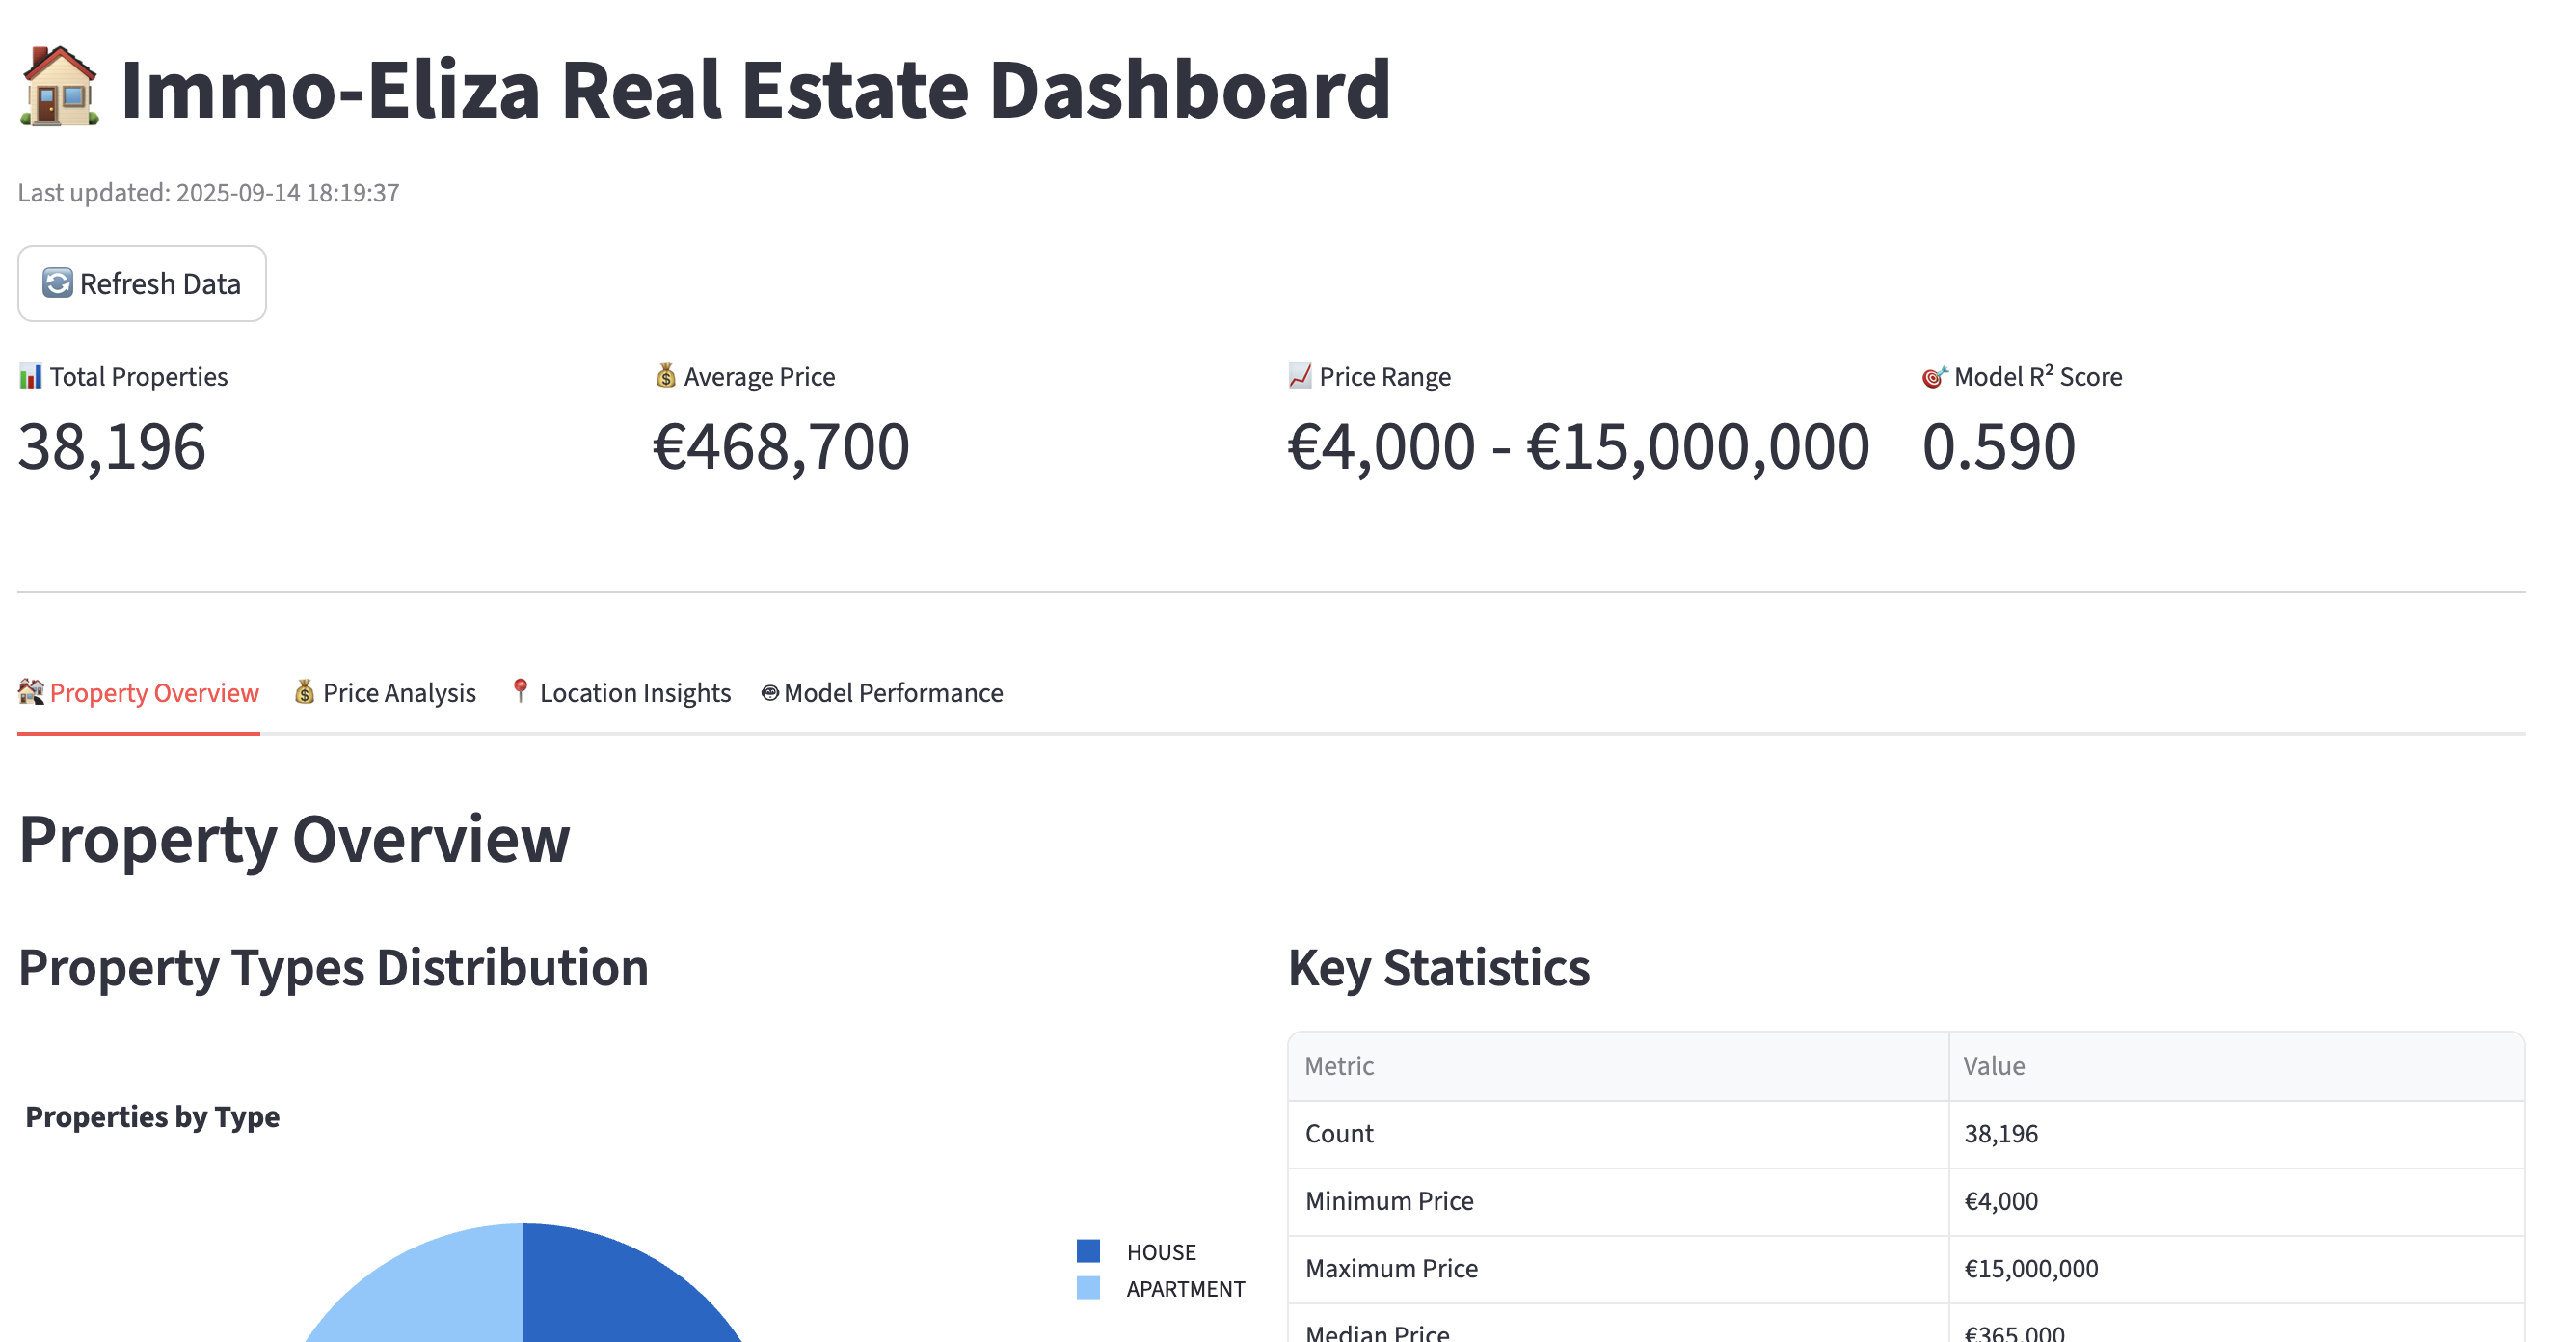 Immo-Eliza Real Estate Dashboard
Last updated: 2025-09-14 18:19:37
Refresh Data
Total Properties
38,196
Average Price
€468,700
Price Range
€4,000 - €15,000,000
Model R² Score
0.590
Property Overview
Price Analysis
Location Insights
Model Performance
Property Overview
Property Types Distribution
Properties by Type
HOUSE
APARTMENT
Key Statistics
Metric Value
Count 38,196
Minimum Price €4,000
Maximum Price €15,000,000
Median Price €365,000